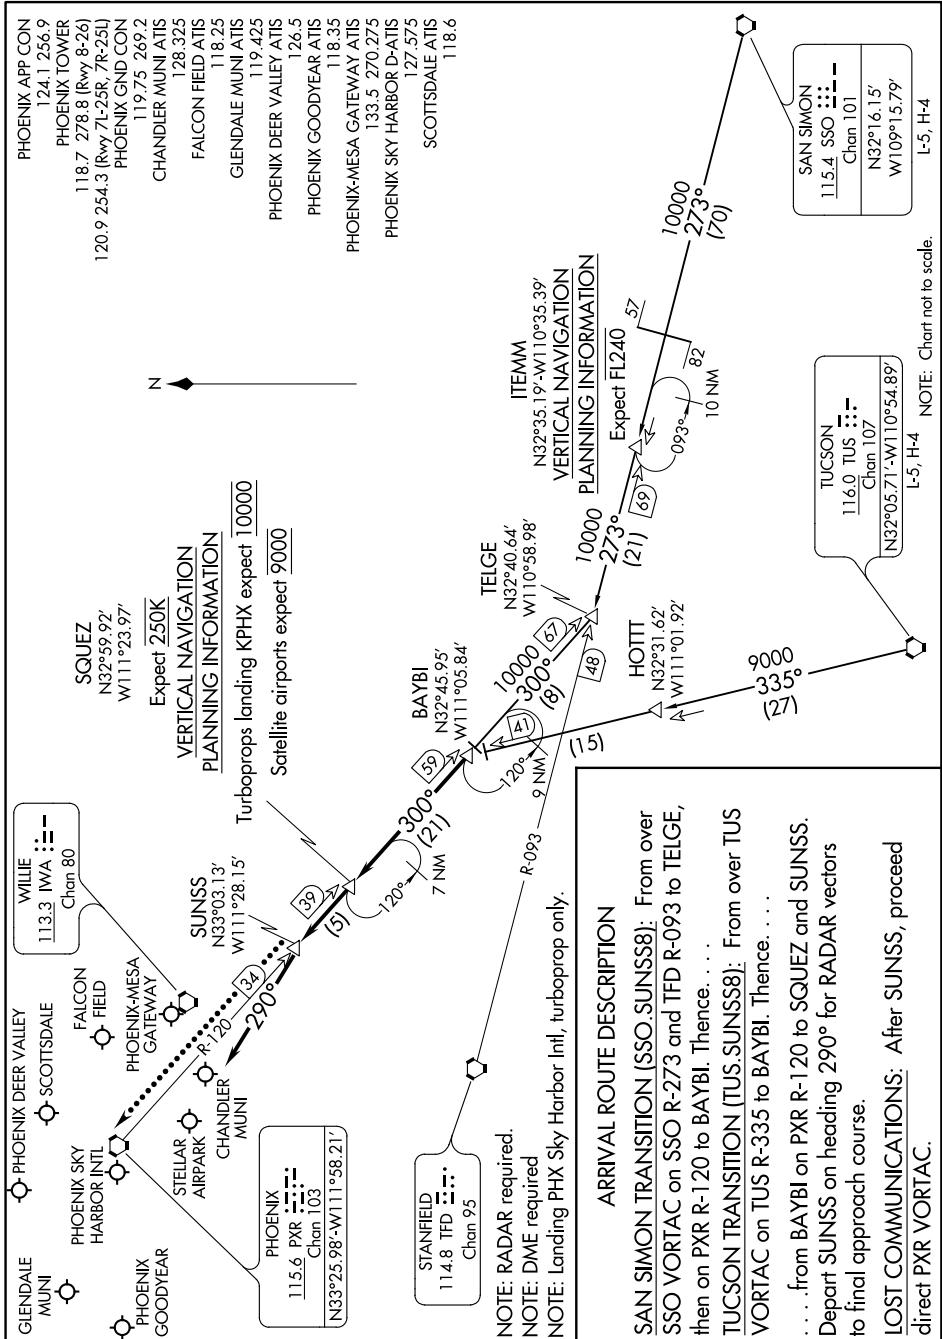 PHOENIX APP CON
124.1 256.9
PHOENIX TOWER
118.7 278.8 (Rwy 8-26)
120.9 254.3 (Rwy 7L-25R, 7R-25L)
PHOENIX GND CON
119.75 269.2
CHANDLER MUNI ATIS
128.325
FALCON FIELD ATIS
118.25
GLENDALE MUNI ATIS
119.425
PHOENIX DEER VALLEY ATIS
126.5
PHOENIX GOODYEAR ATIS
118.35
PHOENIX-MESA GATEWAY ATIS
133.5 270.275
PHOENIX SKY HARBOR D-ATIS
127.575
SCOTTSDALE ATIS
118.6
N
GLENDALE
MUNI
PHOENIX DEER VALLEY
SCOTTSDALE
FALCON
FIELD
PHOENIX-MESA
GATEWAY
WILLIE
113.3 IWA
Chan 80
PHOENIX SKY
HARBOR INTL
STELLAR
AIRPARK
CHANDLER
MUNI
PHOENIX
GOODYEAR
PHOENIX
115.6 PXR
Chan 103
N33°25.98'-W111°58.21'
R-120
34
290°
SUNSS
N33°03.13'
W111°28.15'
39
(5)
SQUEZ
N32°59.92'
W111°23.97'
Expect 250K
VERTICAL NAVIGATION
PLANNING INFORMATION
Turboprops landing KPHX expect 10000
Satellite airports expect 9000
120°
7 NM
300°
(21)
59
BAYBI
N32°45.95'
W111°05.84'
41
120°
9 NM
10000
300°
(8)
67
TELGE
N32°40.64'
W110°58.98'
48
R-093
STANFIELD
114.8 TFD
Chan 95
10000
273°
(21)
69
ITEMM
N32°35.19'-W110°35.39'
VERTICAL NAVIGATION
PLANNING INFORMATION
Expect FL240
093°
10 NM
57
82
10000
273°
(70)
SAN SIMON
115.4 SSO
Chan 101
N32°16.15'
W109°15.79'
L-5, H-4
HOTTT
N32°31.62'
W111°01.92'
(15)
9000
335°
(27)
TUCSON
116.0 TUS
Chan 107
N32°05.71'-W110°54.89'
L-5, H-4
NOTE: Chart not to scale.
NOTE: RADAR required.
NOTE: DME required
NOTE: Landing PHX Sky Harbor Intl, turboprop only.
ARRIVAL ROUTE DESCRIPTION
SAN SIMON TRANSITION (SSO.SUNSS8): From over
SSO VORTAC on SSO R-273 and TFD R-093 to TELGE,
then on PXR R-120 to BAYBI. Thence. . . .
TUCSON TRANSITION (TUS.SUNSS8): From over TUS
VORTAC on TUS R-335 to BAYBI. Thence. . . .
. . . .from BAYBI on PXR R-120 to SQUEZ and SUNSS.
Depart SUNSS on heading 290° for RADAR vectors
to final approach course.
LOST COMMUNICATIONS: After SUNSS, proceed
direct PXR VORTAC.